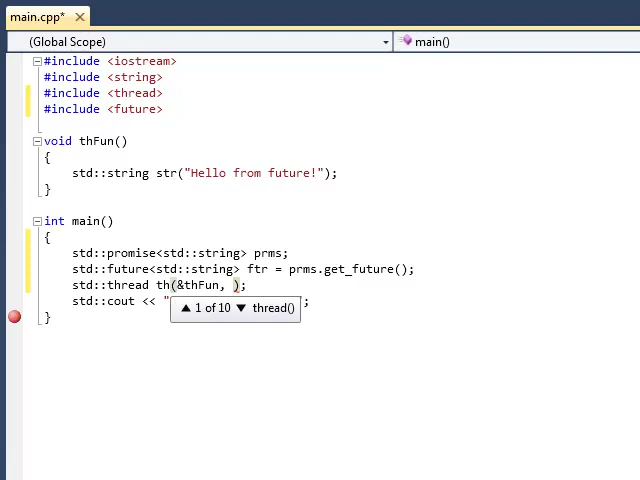 main.cpp*
(Global Scope) main()
#include <iostream>
#include <string>
#include <thread>
#include <future>
void thFun()
{
std::string str("Hello from future!");
}
int main()
{
std::promise<std::string> prms;
std::future<std::string> ftr = prms.get_future();
std::thread th(&thFun, );
std::cout << " ;
1 of 10 thread()
}